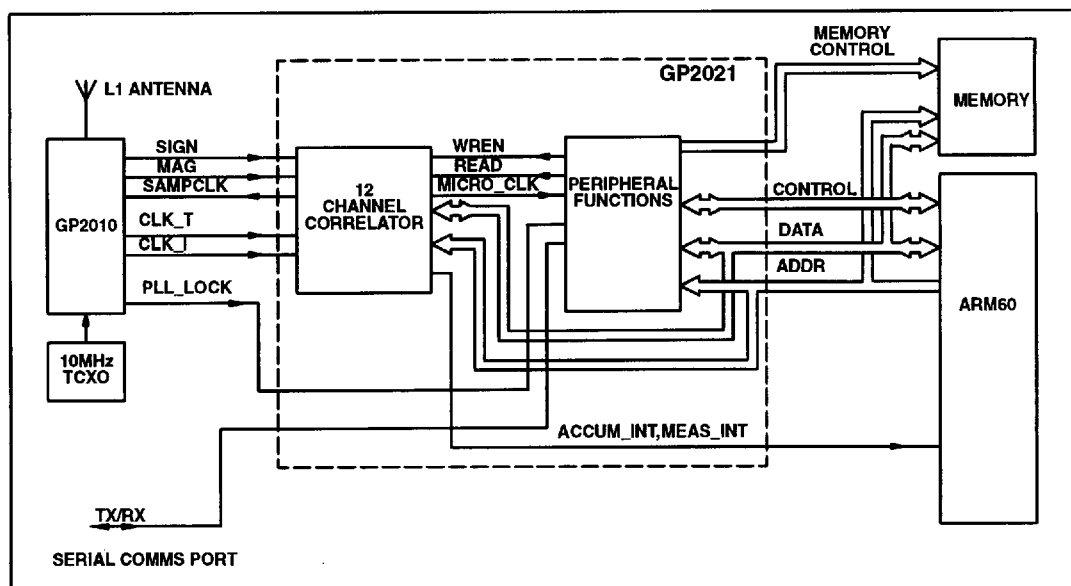 MEMORY
CONTROL
GP2021
L1 ANTENNA
MEMORY
SIGN
MAG
SAMPCLK
CLK_T
CLK_I
PLL_LOCK
GP2010
10MHz
TCXO
12
CHANNEL
CORRELATOR
WREN
READ
MICRO_CLK
PERIPHERAL
FUNCTIONS
CONTROL
DATA
ADDR
ARM60
ACCUM_INT,MEAS_INT
TX/RX
SERIAL COMMS PORT